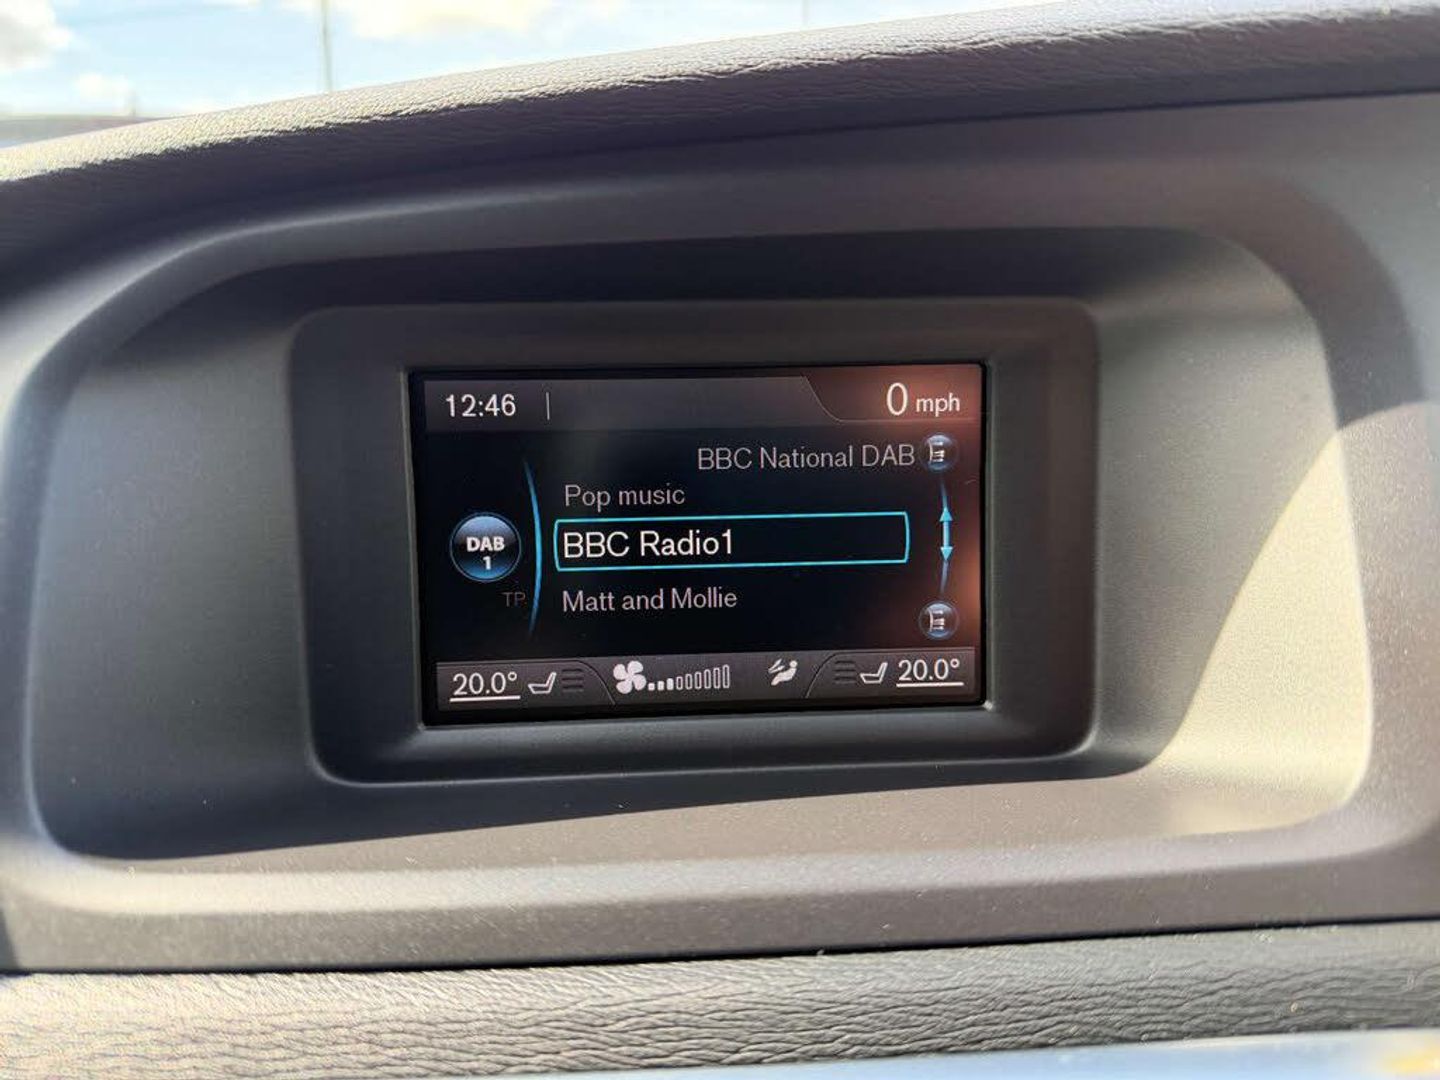 12:46
0 mph
BBC National DAB
Pop music
DAB
1
BBC Radio1
TP
Matt and Mollie
20.0°
20.0°